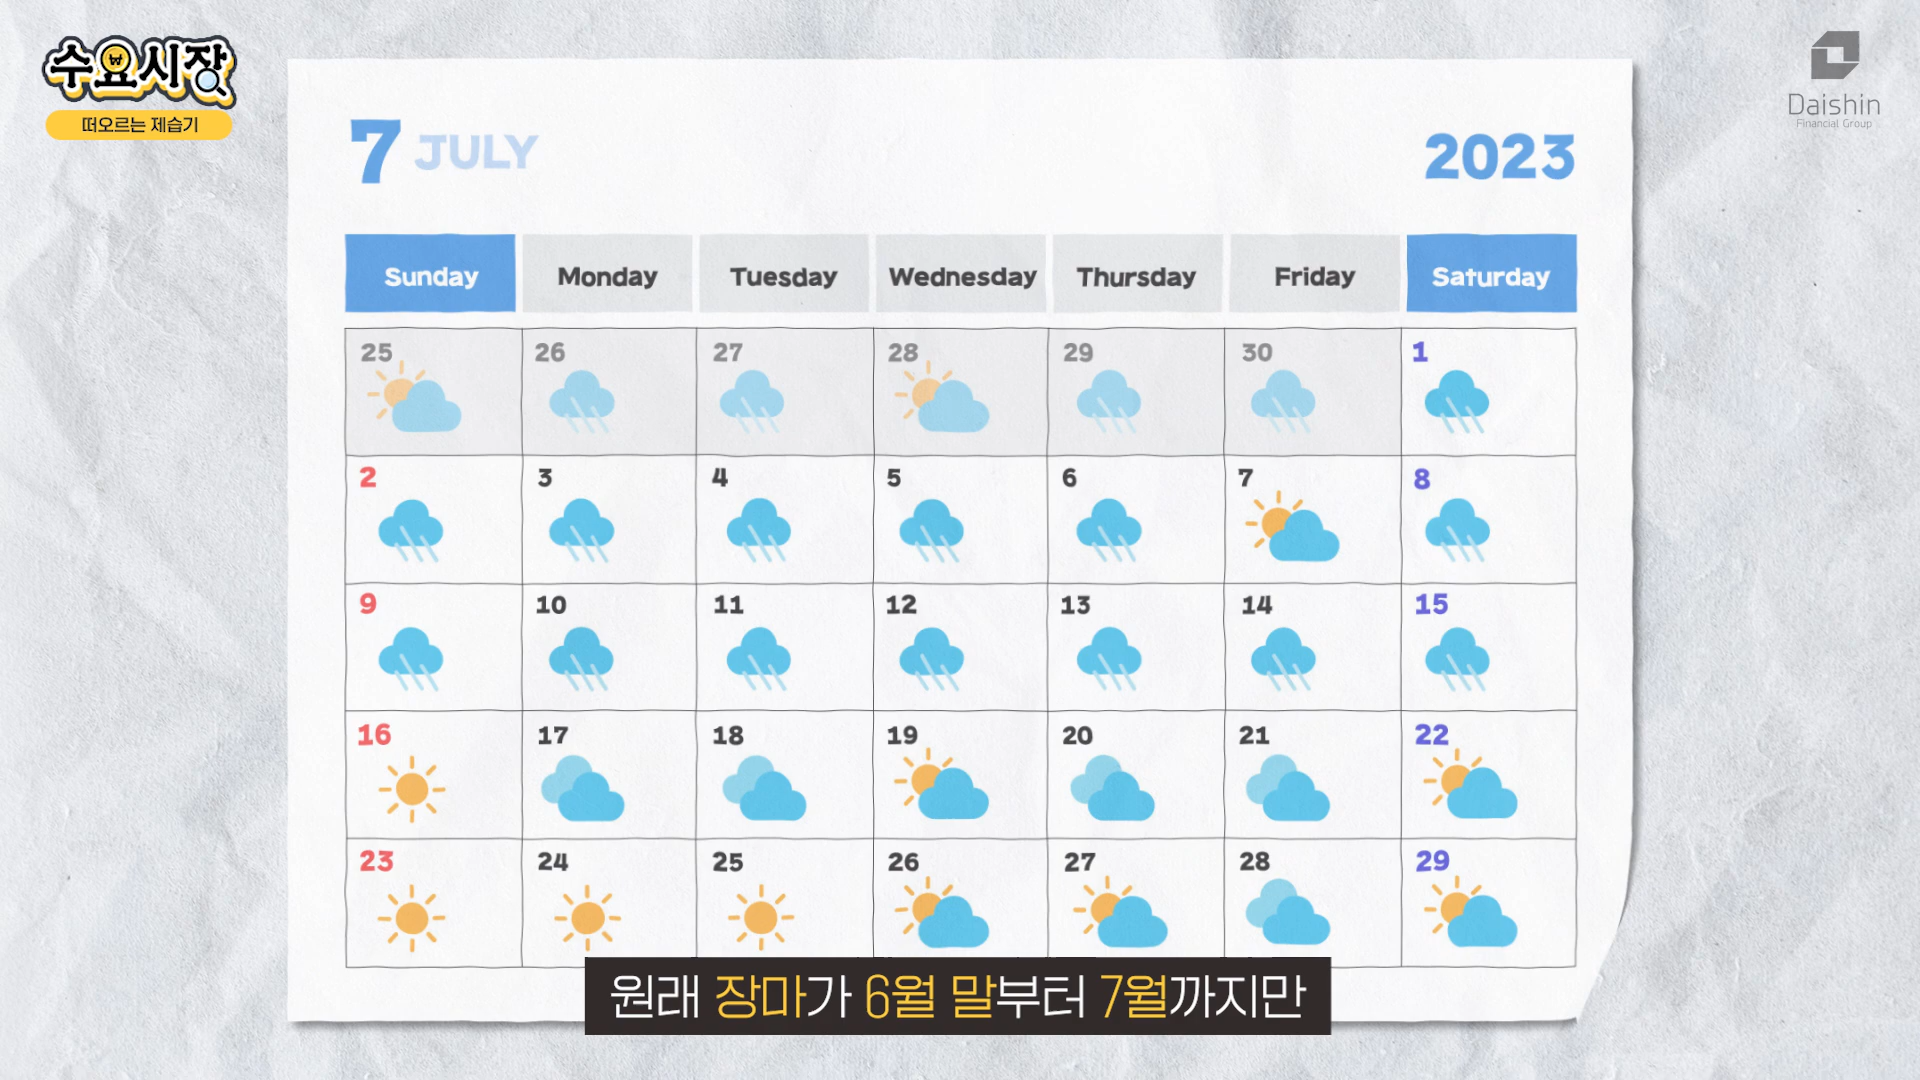 수요시장
떠오르는 제습기
Daishin
Financial Group
7 JULY
2023
Sunday Monday Tuesday Wednesday Thursday Friday Saturday
25 26 27 28 29 30 1
2 3 4 5 6 7 8
9 10 11 12 13 14 15
16 17 18 19 20 21 22
23 24 25 26 27 28 29
원래 장마가 6월 말부터 7월까지만